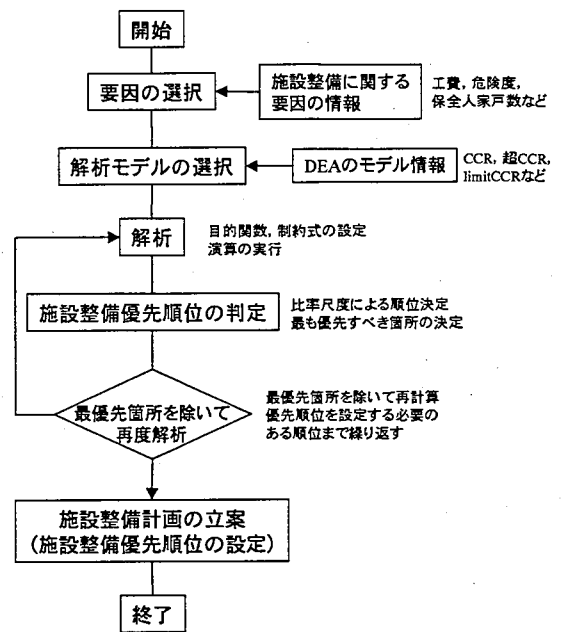 開始
要因の選択
施設整備に関する
要因の情報
工費, 危険度,
保全人家戸数など
解析モデルの選択
DEAのモデル情報
CCR, 超CCR,
limitCCRなど
解析
目的関数, 制約式の設定
演算の実行
施設整備優先順位の判定
比率尺度による順位決定
最も優先すべき箇所の決定
最優先箇所を除いて
再度解析
最優先箇所を除いて再計算
優先順位を設定する必要の
ある順位まで繰り返す
施設整備計画の立案
(施設整備優先順位の設定)
終了